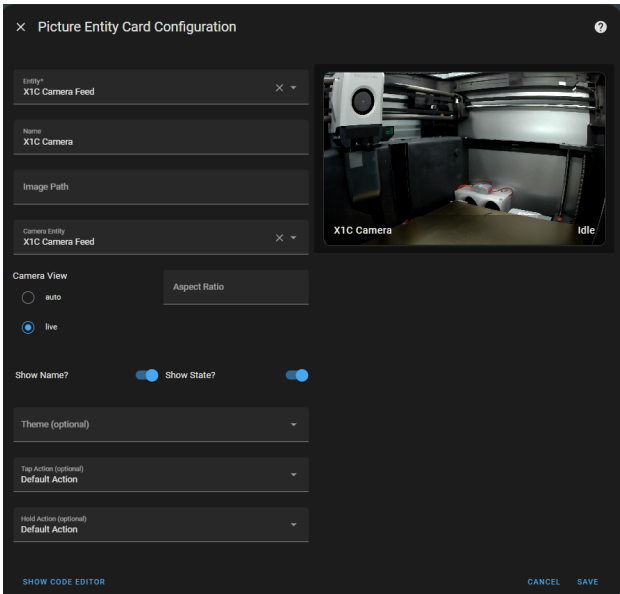 Picture Entity Card Configuration
Entity*
X1C Camera Feed
Name
X1C Camera
Image Path
Camera Entity
X1C Camera Feed
Camera View
auto
live
Aspect Ratio
Show Name?
Show State?
Theme (optional)
Tap Action (optional)
Default Action
Hold Action (optional)
Default Action
X1C Camera
Idle
SHOW CODE EDITOR
CANCEL
SAVE